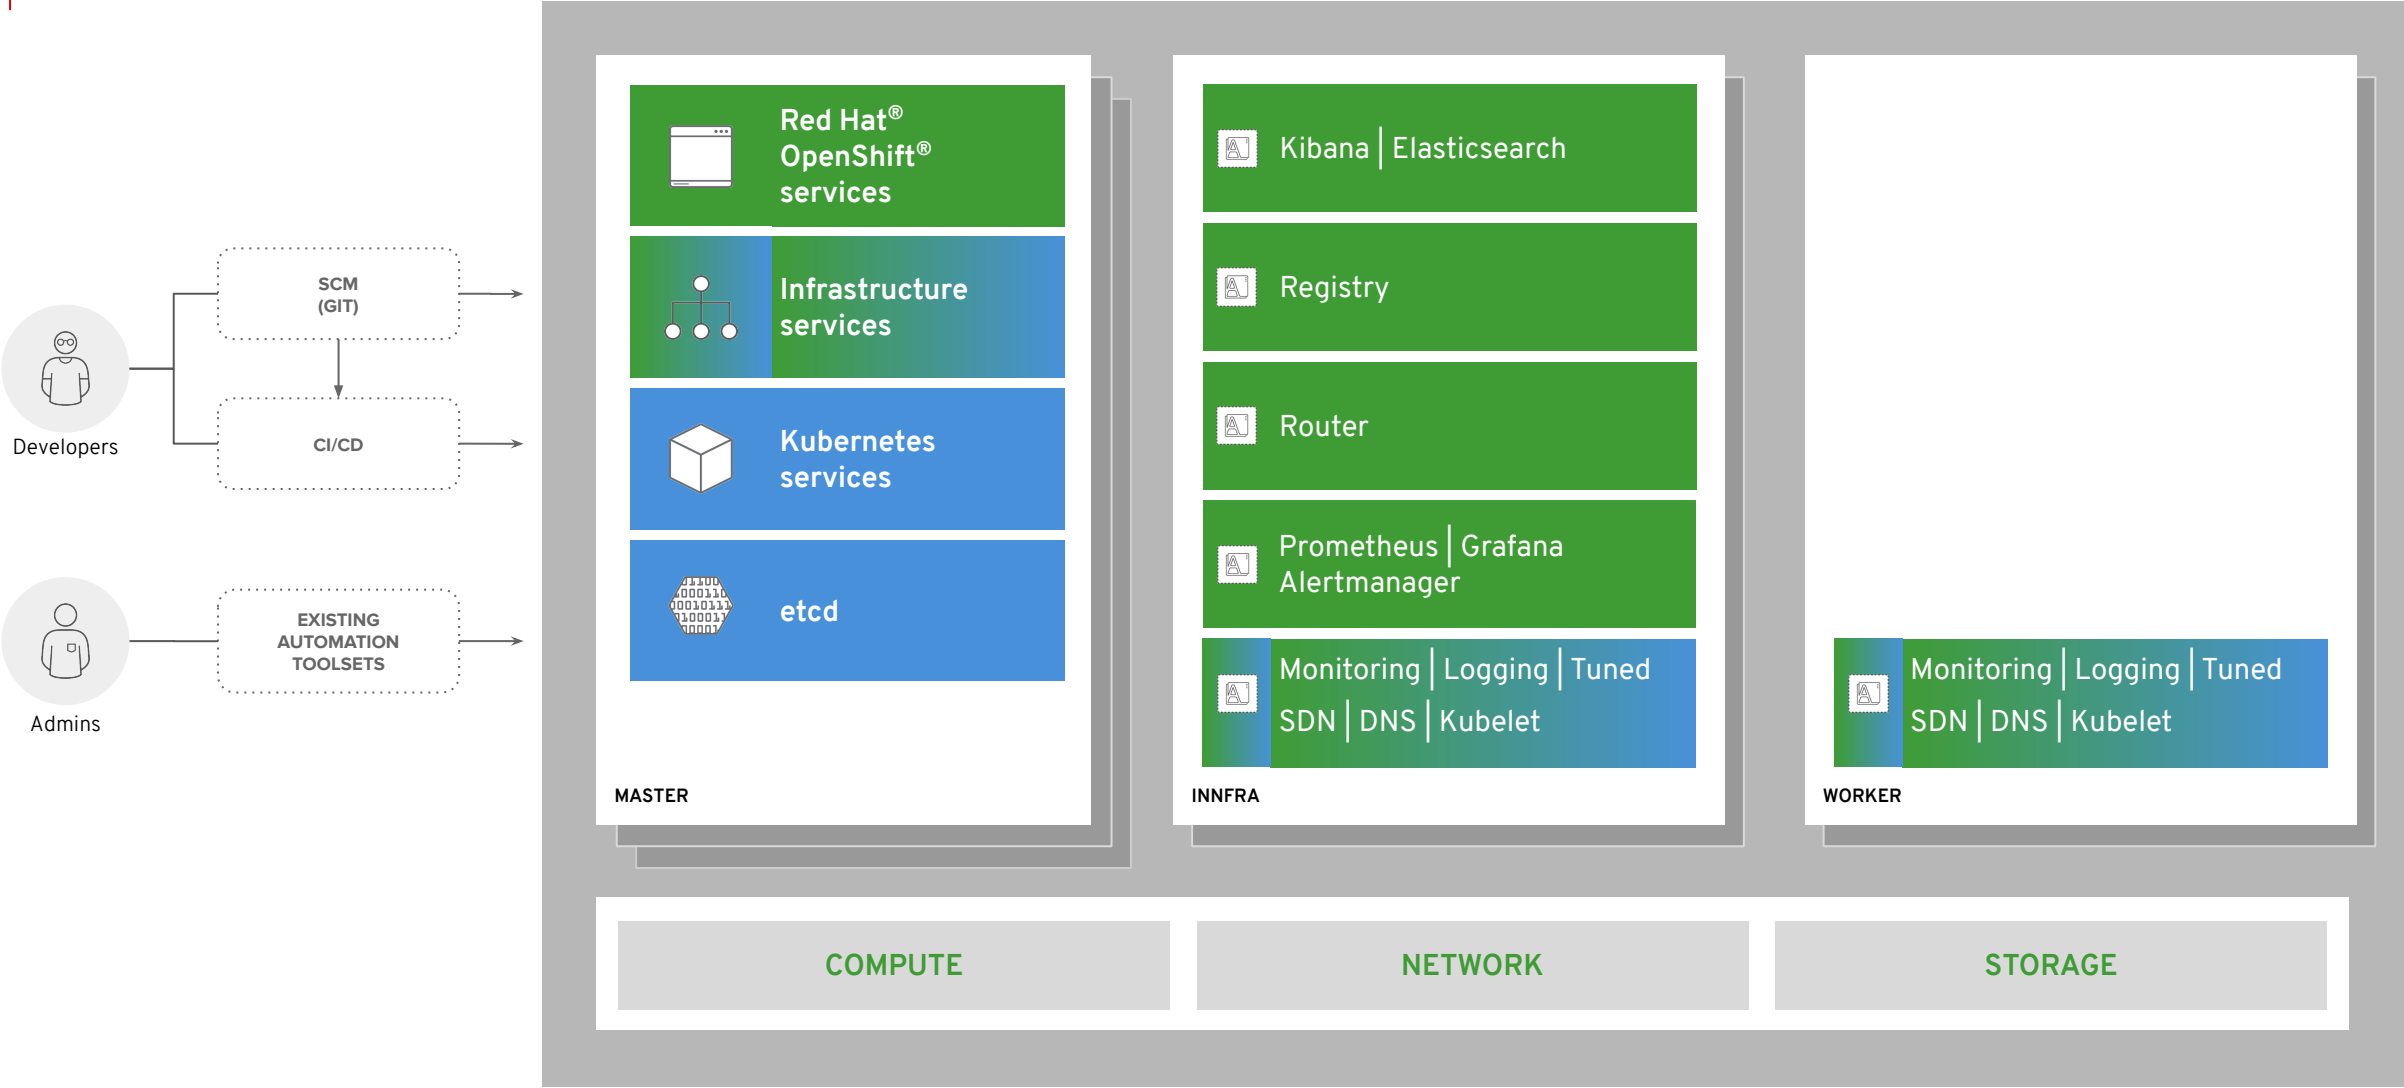 Developers
SCM
(GIT)
CI/CD
Admins
EXISTING
AUTOMATION
TOOLSETS
Red Hat®
OpenShift®
services
Infrastructure
services
Kubernetes
services
etcd
MASTER
Kibana | Elasticsearch
Registry
Router
Prometheus | Grafana
Alertmanager
Monitoring | Logging | Tuned
SDN | DNS | Kubelet
INNFRA
Monitoring | Logging | Tuned
SDN | DNS | Kubelet
WORKER
COMPUTE
NETWORK
STORAGE